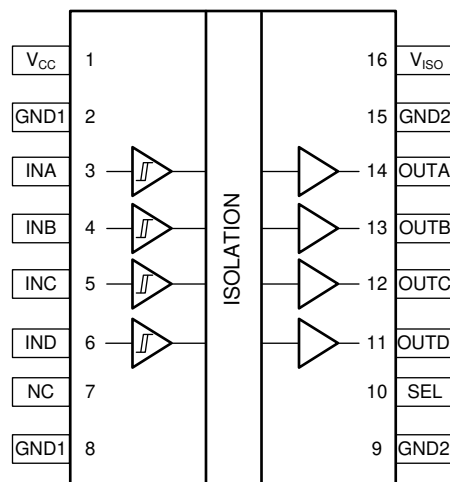 VCC 1 16 VISO
GND1 2 15 GND2
INA 3 14 OUTA
INB 4 13 OUTB
INC 5 12 OUTC
IND 6 11 OUTD
NC 7 10 SEL
GND1 8 9 GND2
ISOLATION